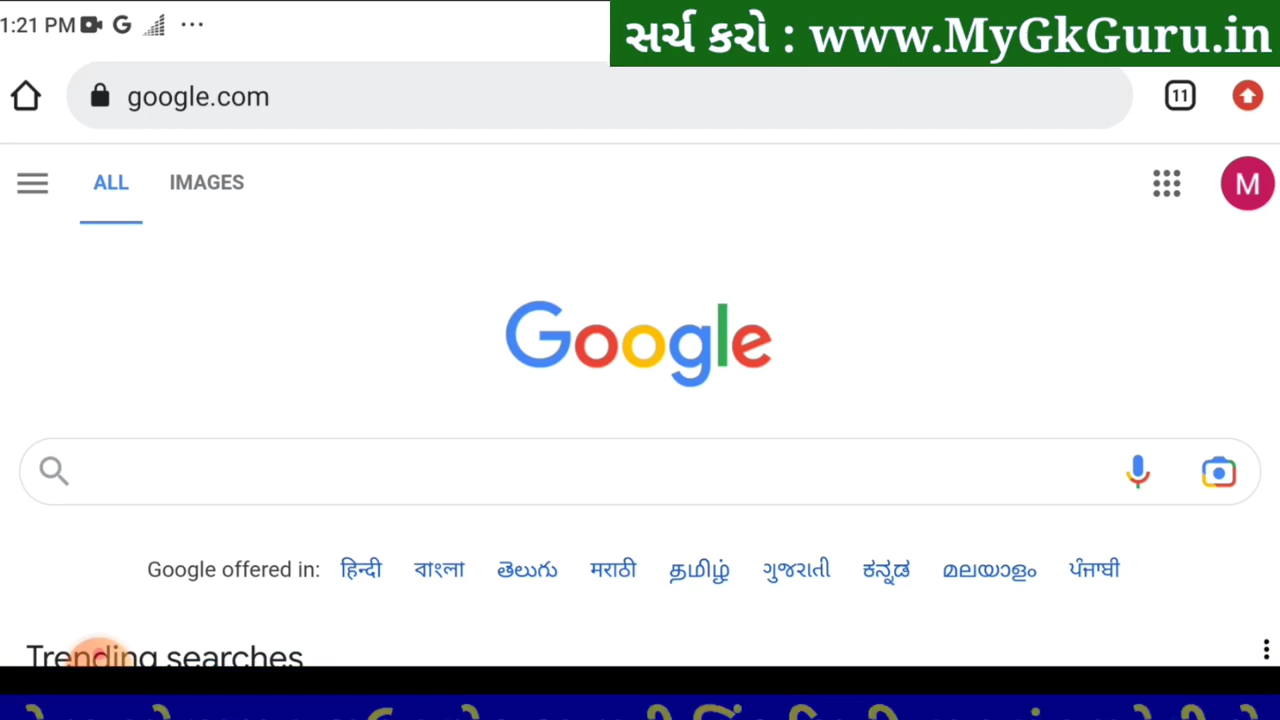 1:21 PM G ...
સર્ચ કરો : www.MyGkGuru.in
google.com
11
ALL IMAGES
M
Google
Google offered in: हिन्दी বাংলা తెలుగు मराठी தமிழ் ગુજરાતી ಕನ್ನಡ മലയാളം ਪੰਜਾਬੀ
Trending searches